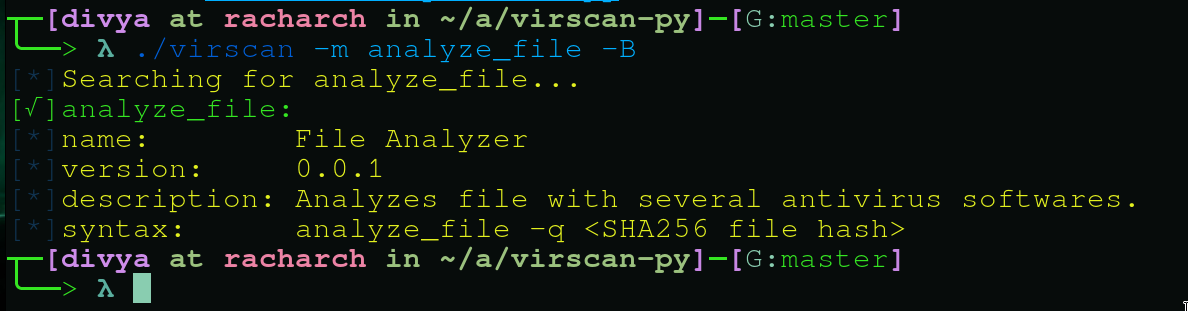 ┬─[divya at racharch in ~/a/virscan-py]─[G:master]
╰──> λ ./virscan -m analyze_file -B
[*]Searching for analyze_file...
[√]analyze_file:
[*]name:        File Analyzer
[*]version:     0.0.1
[*]description: Analyzes file with several antivirus softwares.
[*]syntax:      analyze_file -q <SHA256 file hash>
┬─[divya at racharch in ~/a/virscan-py]─[G:master]
╰──> λ